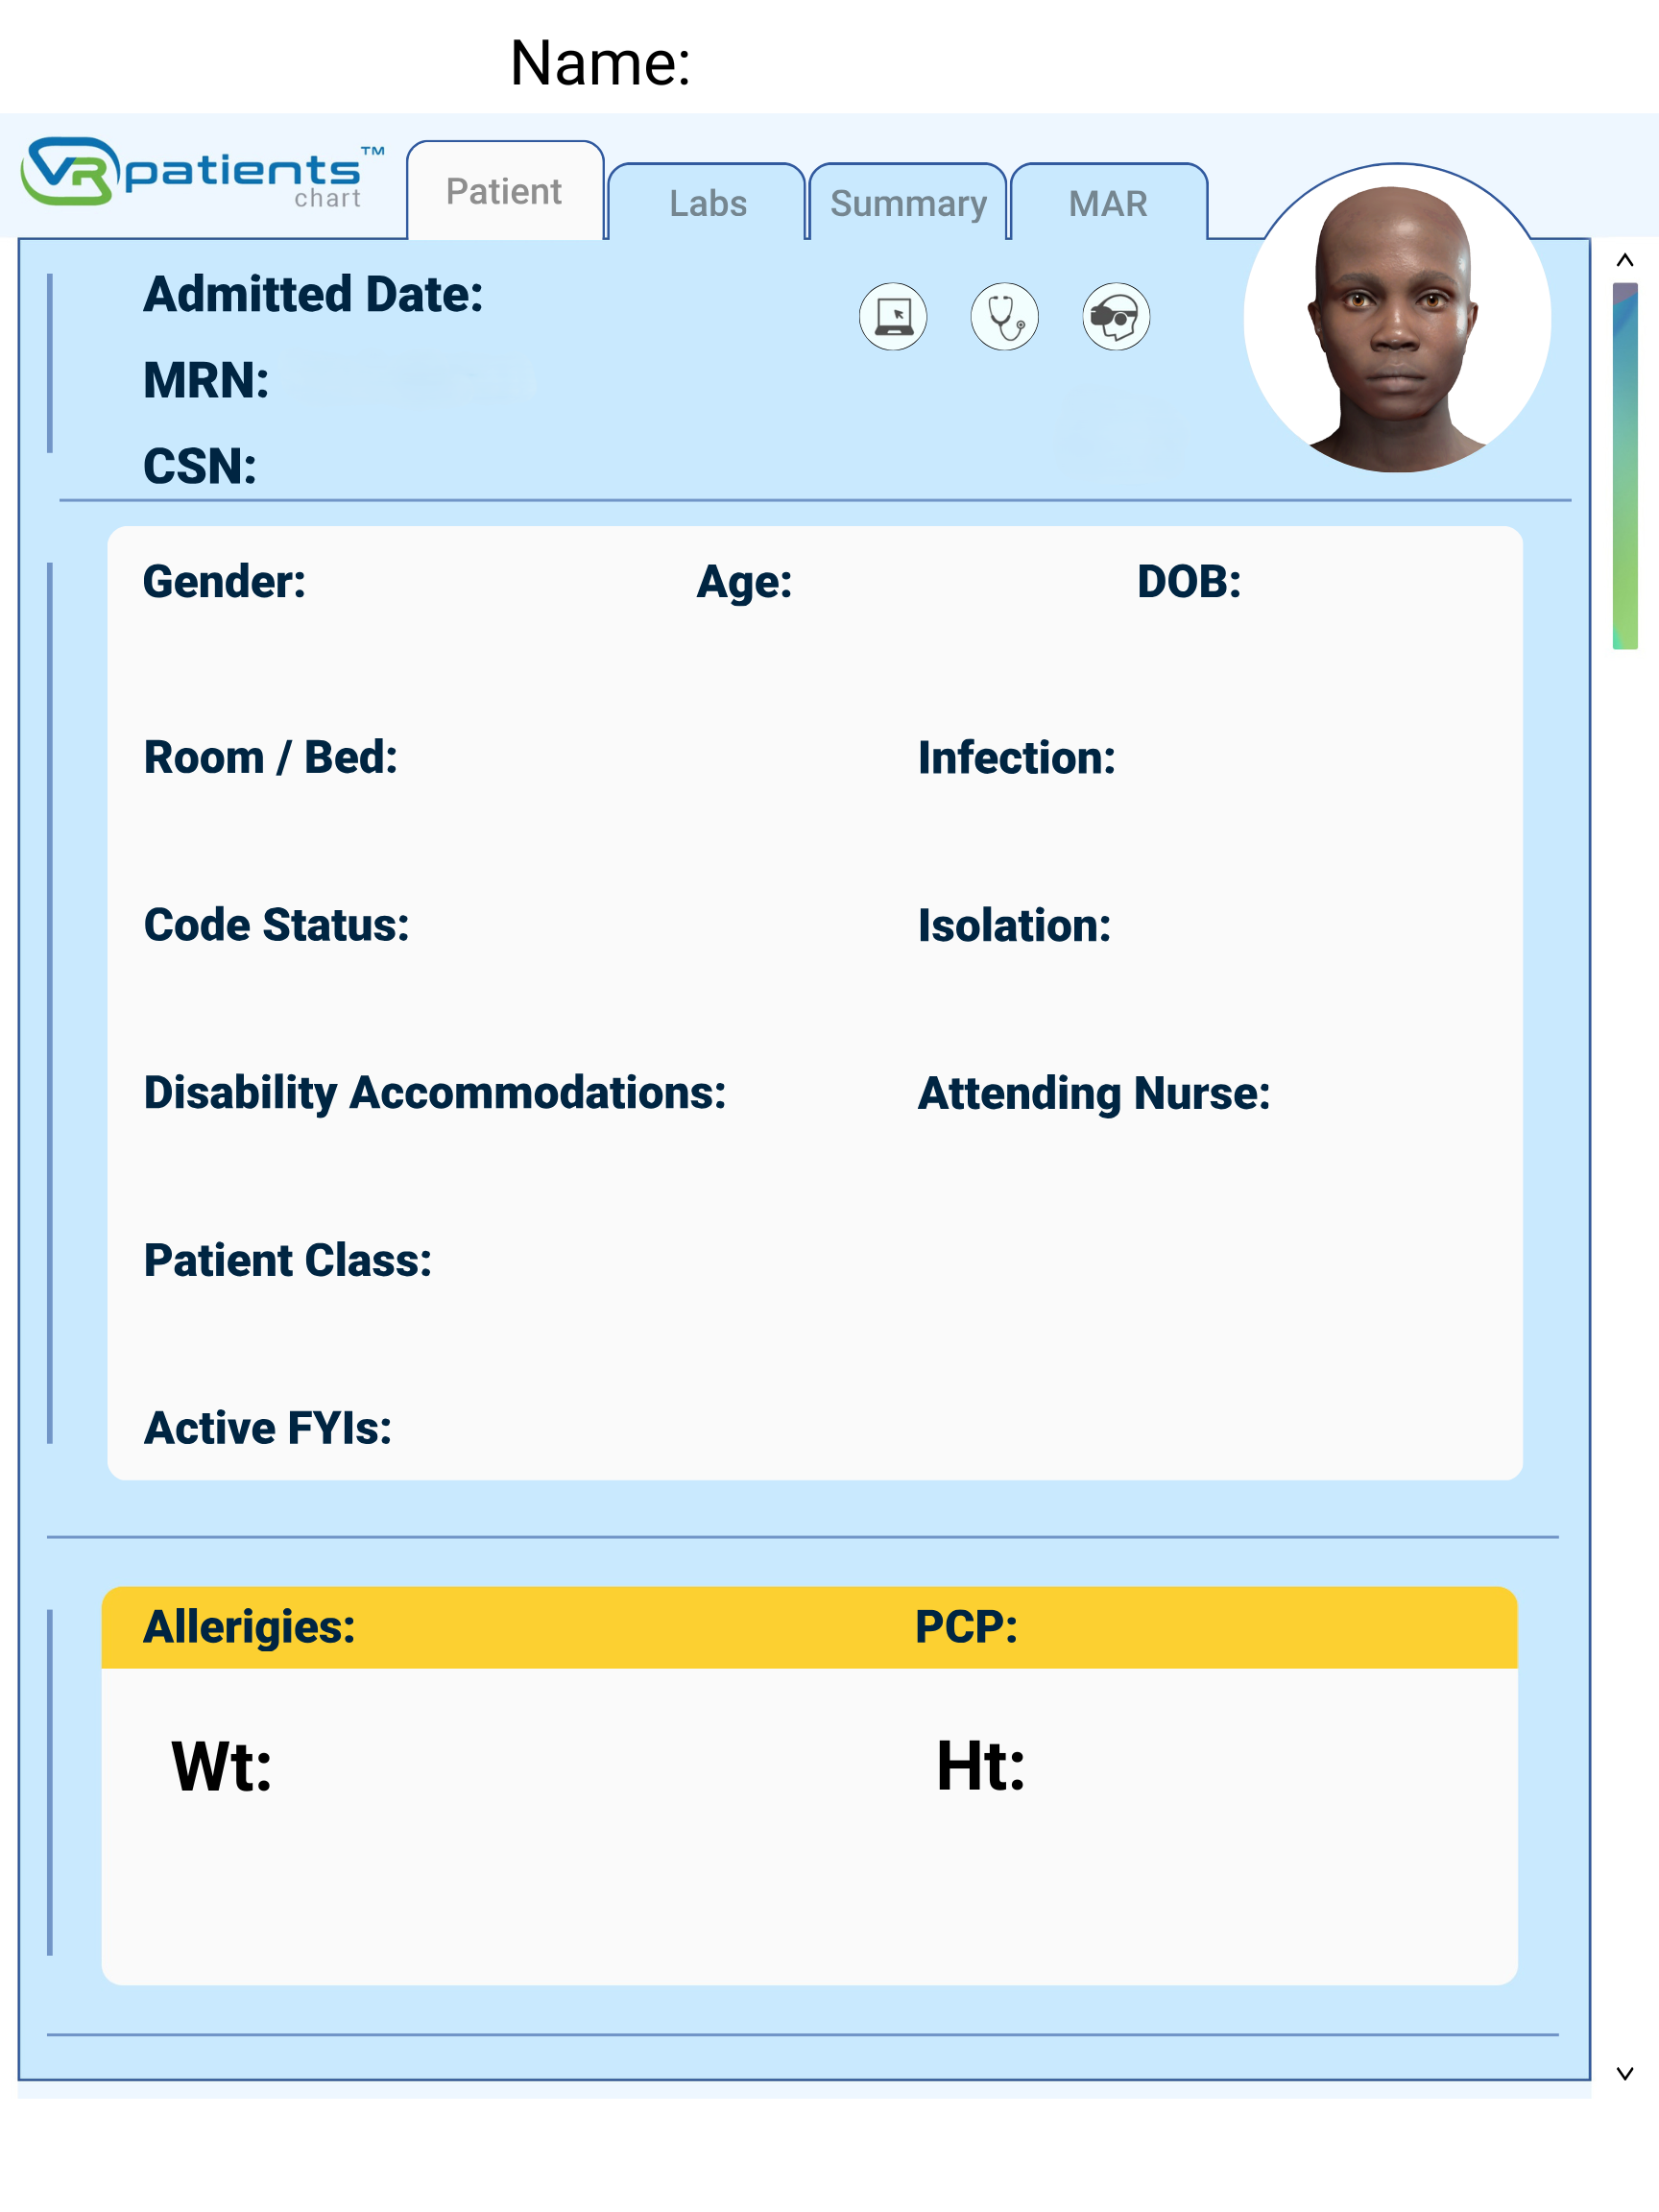 Name:
VR patients™
chart
Patient
Labs
Summary
MAR
Admitted Date:
MRN:
CSN:
Gender: Age: DOB:
Room / Bed: Infection:
Code Status: Isolation:
Disability Accommodations: Attending Nurse:
Patient Class:
Active FYIs:
Allerigies: PCP:
Wt: Ht: